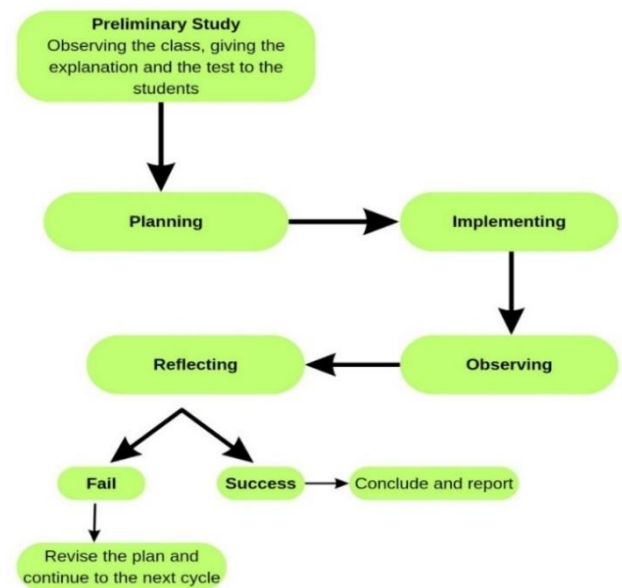 Preliminary Study
Observing the class, giving the
explanation and the test to the
students
Planning
Implementing
Reflecting
Observing
Fail
Success
Conclude and report
Revise the plan and
continue to the next cycle